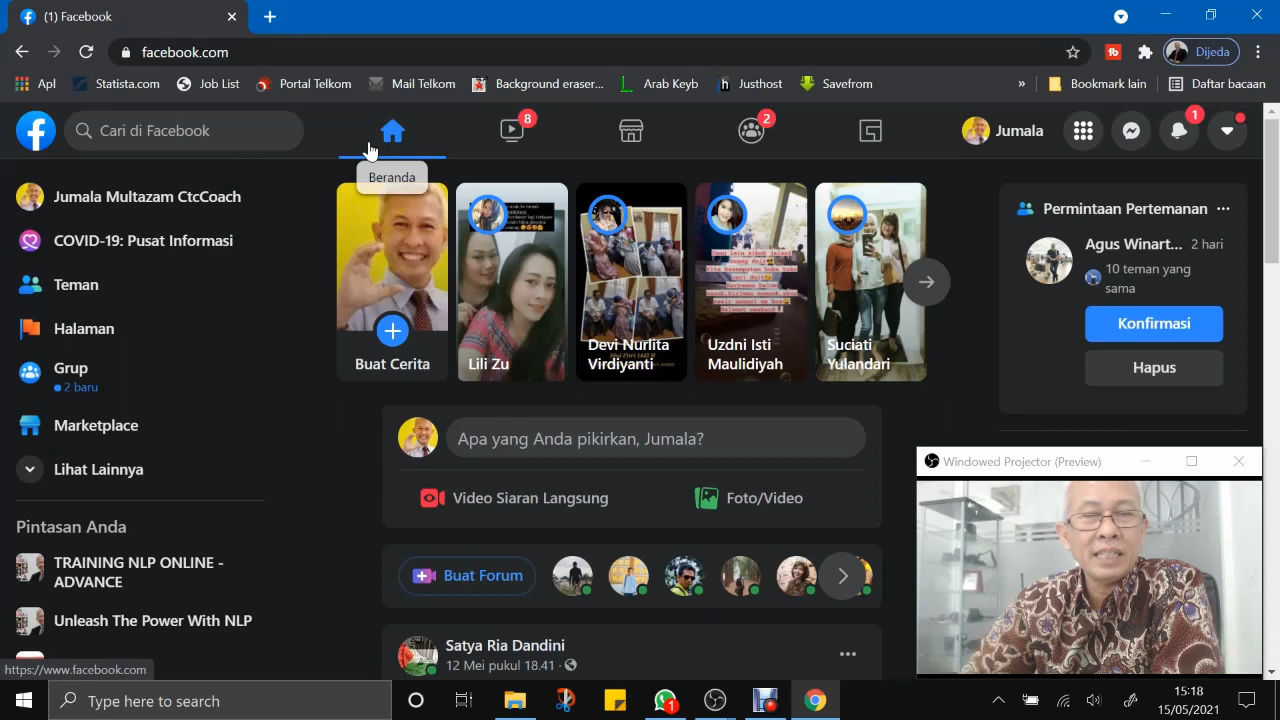 (1) Facebook
facebook.com
Dijeda
Apl
Statista.com
Job List
Portal Telkom
Mail Telkom
Background eraser...
Arab Keyb
Justhost
Savefrom
»
Bookmark lain
Daftar bacaan
Cari di Facebook
8
2
Jumala
1
Beranda
Jumala Multazam CtcCoach
COVID-19: Pusat Informasi
Teman
Halaman
Grup
2 baru
Marketplace
Lihat Lainnya
Pintasan Anda
TRAINING NLP ONLINE -
ADVANCE
Unleash The Power With NLP
https://www.facebook.com
Buat Cerita
Lili Zu
Devi Nurlita
Virdiyanti
Uzdni Isti
Maulidiyah
Suciati
Yulandari
Apa yang Anda pikirkan, Jumala?
Video Siaran Langsung
Foto/Video
Buat Forum
Satya Ria Dandini
12 Mei pukul 18.41 ·
Permintaan Pertemanan
Agus Winart...
2 hari
10 teman yang
sama
Konfirmasi
Hapus
Windowed Projector (Preview)
Type here to search
1
15:18
15/05/2021